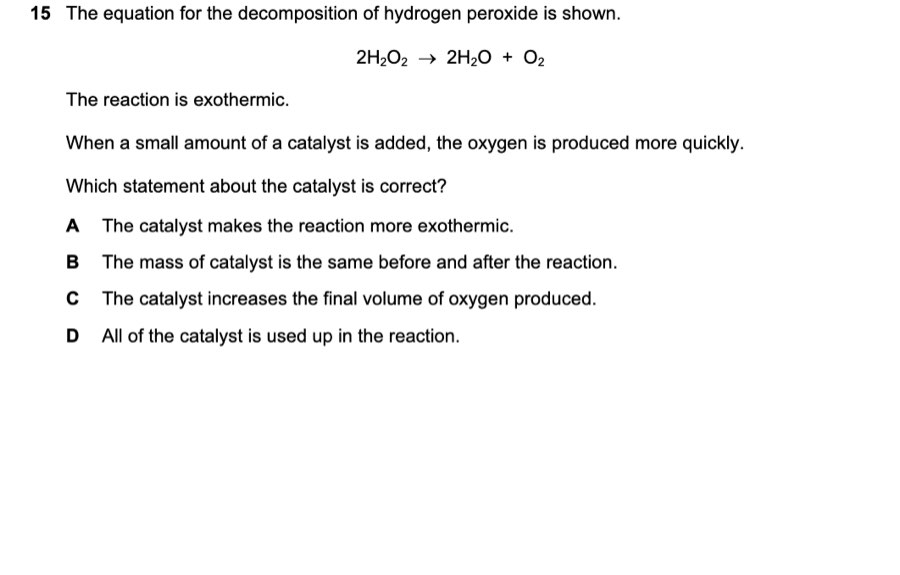 15 The equation for the decomposition of hydrogen peroxide is shown.
2H₂O₂ → 2H₂O + O₂
The reaction is exothermic.
When a small amount of a catalyst is added, the oxygen is produced more quickly.
Which statement about the catalyst is correct?
A The catalyst makes the reaction more exothermic.
B The mass of catalyst is the same before and after the reaction.
C The catalyst increases the final volume of oxygen produced.
D All of the catalyst is used up in the reaction.